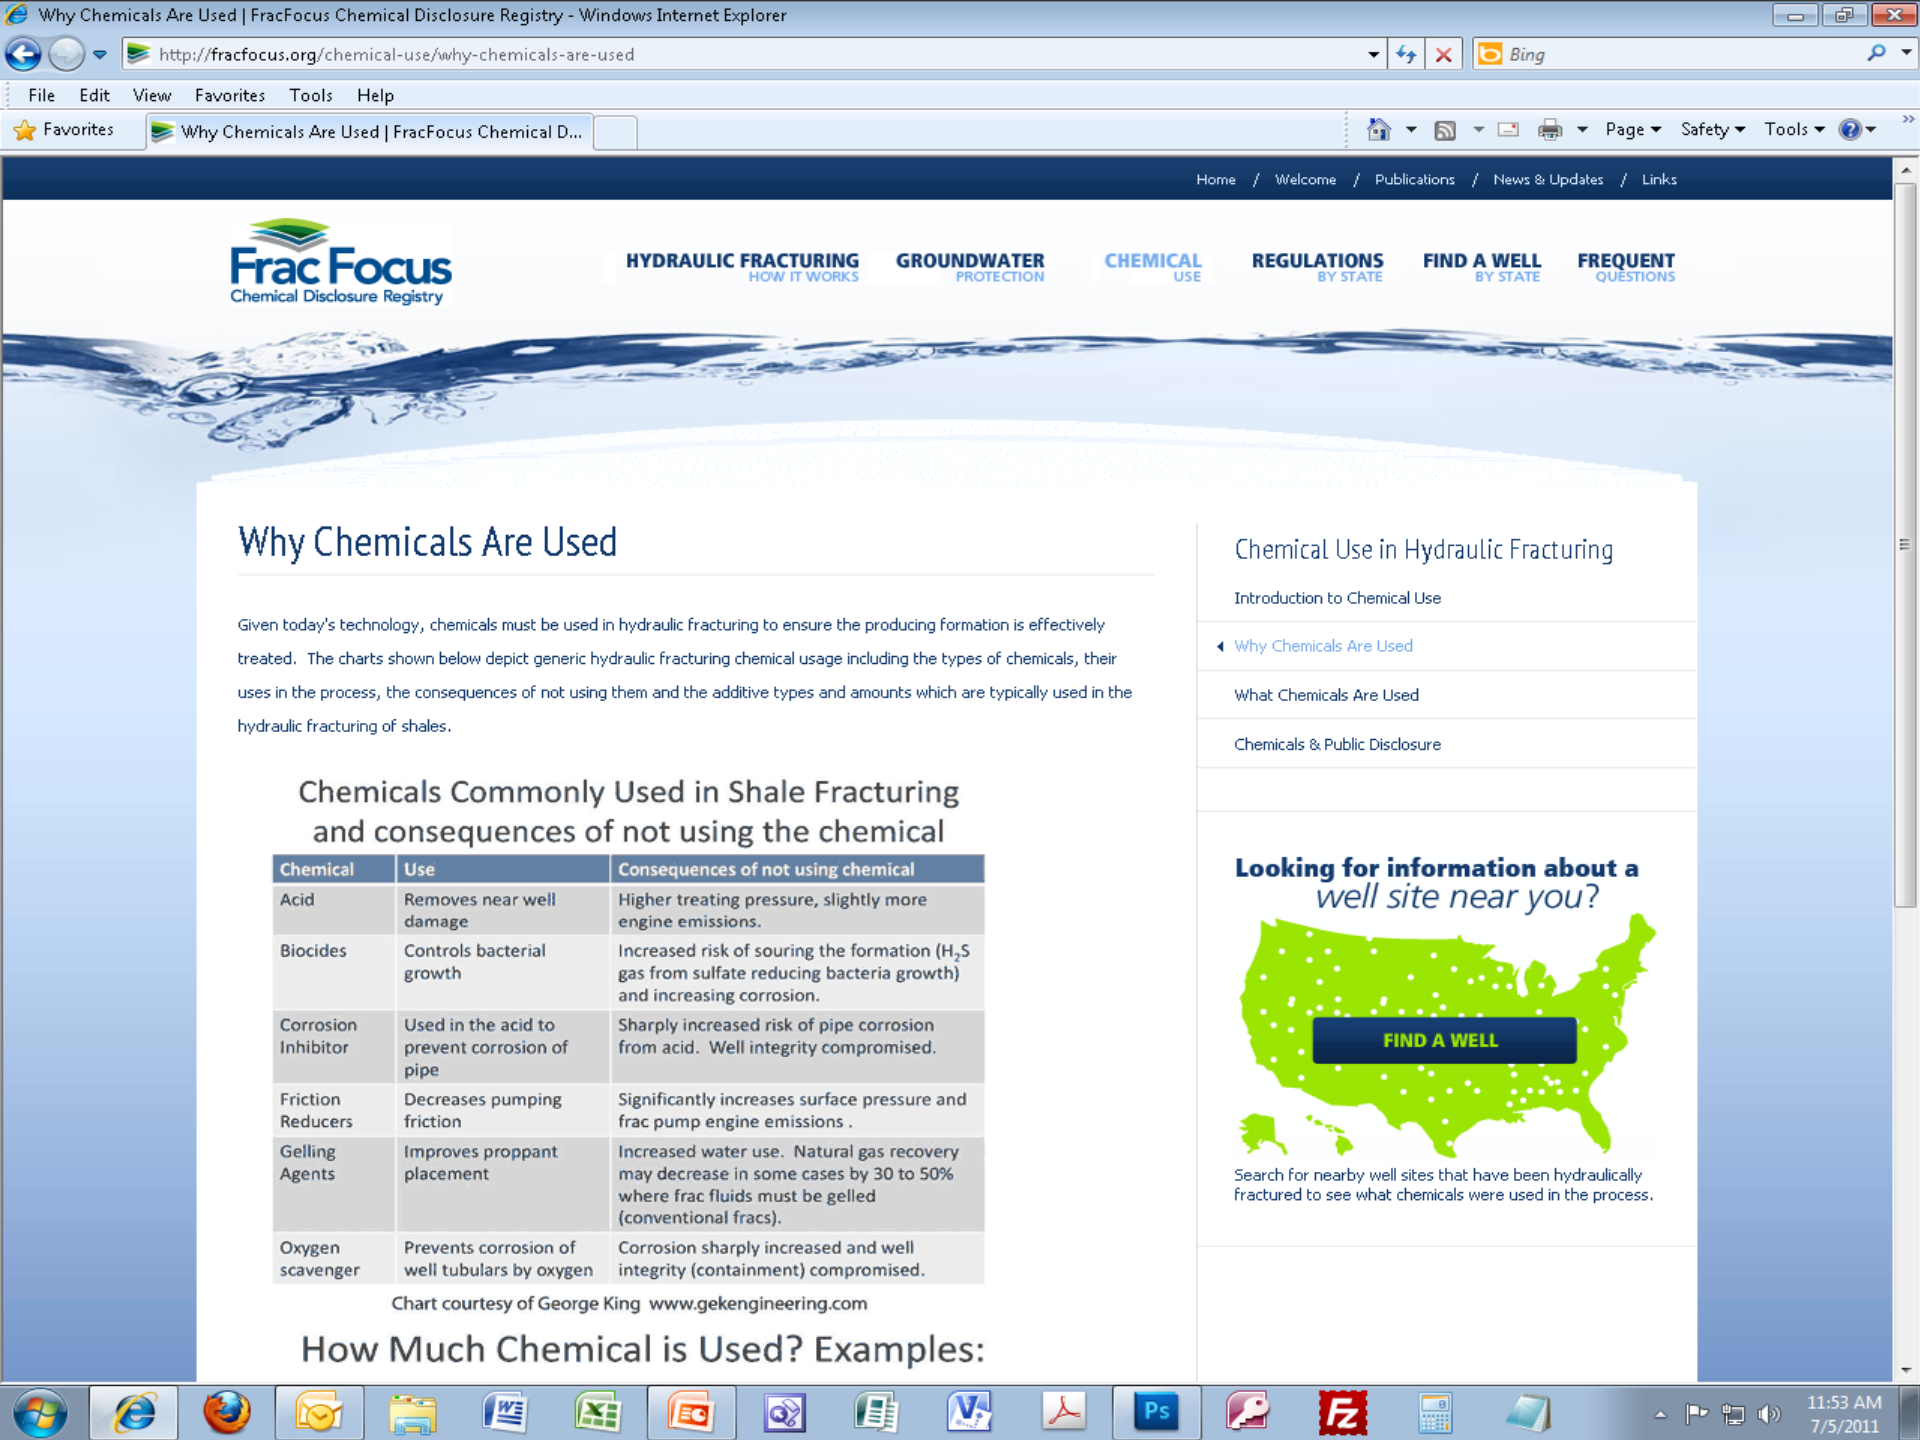 Why Chemicals Are Used | FracFocus Chemical Disclosure Registry - Windows Internet Explorer
http://fracfocus.org/chemical-use/why-chemicals-are-used
Bing
File Edit View Favorites Tools Help
Favorites
Why Chemicals Are Used | FracFocus Chemical D...
Page Safety Tools
Home / Welcome / Publications / News & Updates / Links
Frac Focus
Chemical Disclosure Registry
HYDRAULIC FRACTURING
HOW IT WORKS
GROUNDWATER
PROTECTION
CHEMICAL
USE
REGULATIONS
BY STATE
FIND A WELL
BY STATE
FREQUENT
QUESTIONS
Why Chemicals Are Used
Given today's technology, chemicals must be used in hydraulic fracturing to ensure the producing formation is effectively
treated. The charts shown below depict generic hydraulic fracturing chemical usage including the types of chemicals, their
uses in the process, the consequences of not using them and the additive types and amounts which are typically used in the
hydraulic fracturing of shales.
Chemicals Commonly Used in Shale Fracturing
and consequences of not using the chemical
Chemical Use Consequences of not using chemical
Acid Removes near well Higher treating pressure, slightly more
damage engine emissions.
Biocides Controls bacterial Increased risk of souring the formation (H₂S
growth gas from sulfate reducing bacteria growth)
and increasing corrosion.
Corrosion Used in the acid to Sharply increased risk of pipe corrosion
Inhibitor prevent corrosion of from acid. Well integrity compromised.
pipe
Friction Decreases pumping Significantly increases surface pressure and
Reducers friction frac pump engine emissions .
Gelling Improves proppant Increased water use. Natural gas recovery
Agents placement may decrease in some cases by 30 to 50%
where frac fluids must be gelled
(conventional fracs).
Oxygen Prevents corrosion of Corrosion sharply increased and well
scavenger well tubulars by oxygen integrity (containment) compromised.
Chart courtesy of George King www.gekengineering.com
How Much Chemical is Used? Examples:
Chemical Use in Hydraulic Fracturing
Introduction to Chemical Use
Why Chemicals Are Used
What Chemicals Are Used
Chemicals & Public Disclosure
Looking for information about a
well site near you?
FIND A WELL
Search for nearby well sites that have been hydraulically
fractured to see what chemicals were used in the process.
Ps
Fz
11:53 AM
7/5/2011